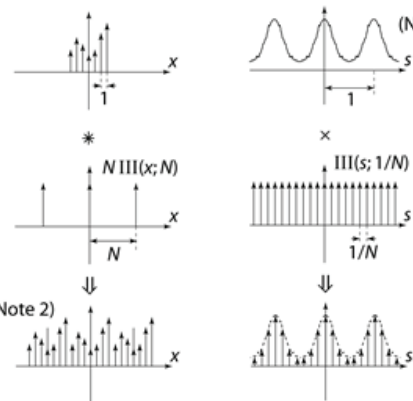 (N
x
s
1
1
*
×
N III(x; N)
III(s; 1/N)
x
s
N
1/N
⇓
⇓
Note 2)
x
s